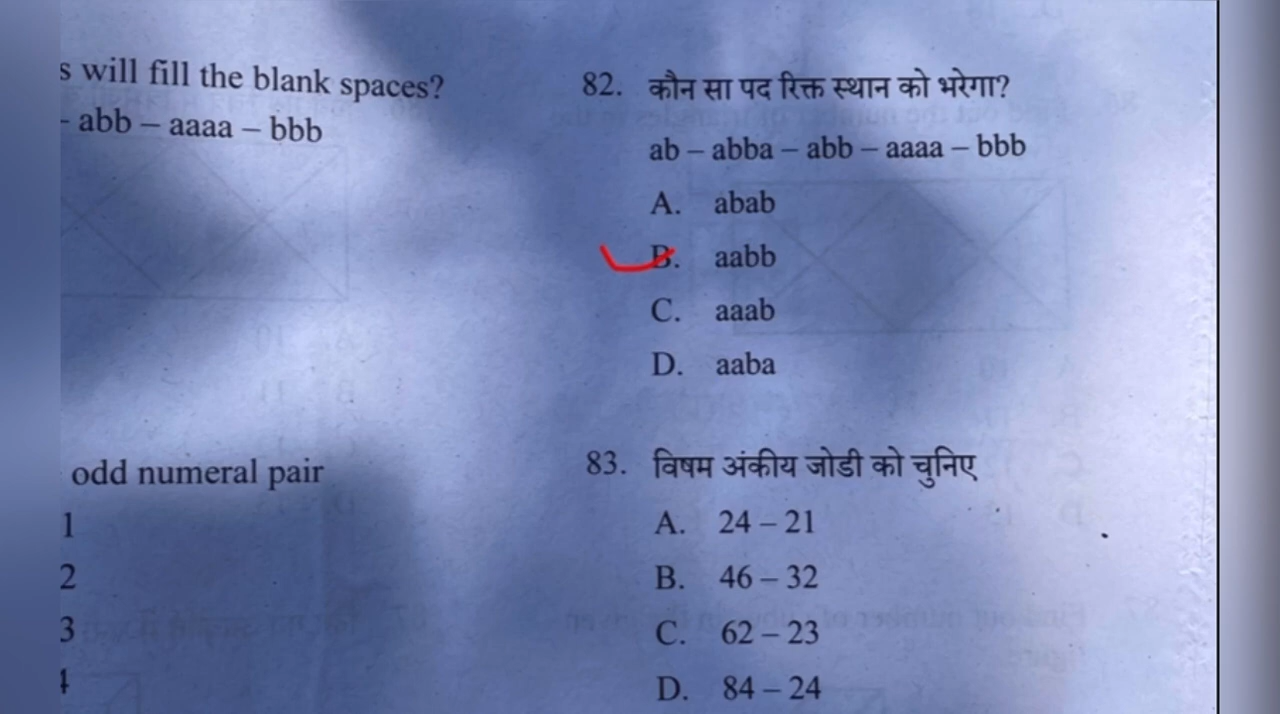 s will fill the blank spaces?
- abb – aaaa – bbb
odd numeral pair
1
2
3
4
82. कौन सा पद रिक्त स्थान को भरेगा?
ab – abba – abb – aaaa – bbb
A. abab
B. aabb
C. aaab
D. aaba
83. विषम अंकीय जोडी को चुनिए
A. 24 – 21
B. 46 – 32
C. 62 – 23
D. 84 – 24